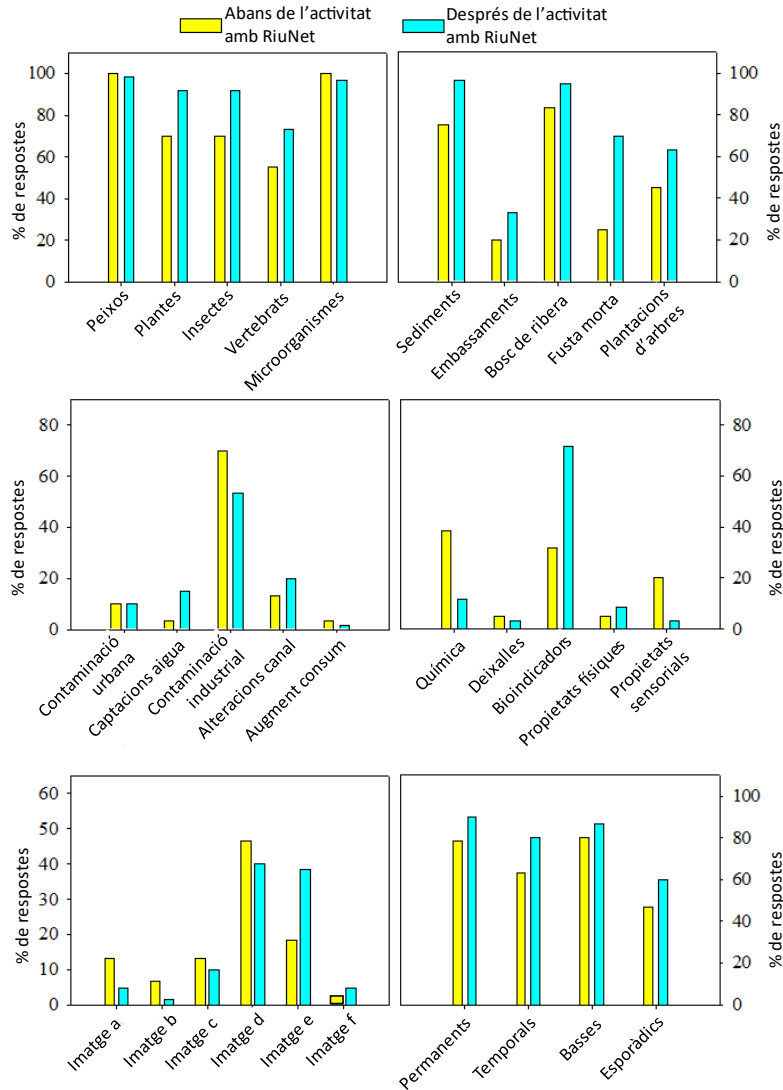 Abans de l'activitat
amb RiuNet
Després de l'activitat
amb RiuNet
% de respostes
100
80
60
40
20
0
Peixos
Plantes
Insectes
Vertebrats
Microorganismes
100
80
60
40
20
0
% de respostes
Sediments
Embassaments
Bosc de ribera
Fusta morta
Plantacions
d'arbres
% de respostes
80
60
40
20
0
Contaminació
urbana
Captacions aigua
Contaminació
industrial
Alteracions canal
Augment consum
80
60
40
20
0
% de respostes
Química
Deixalles
Bioindicadors
Propietats físiques
Propietats
sensorials
% de respostes
60
50
40
30
20
10
0
Imatge a
Imatge b
Imatge c
Imatge d
Imatge e
Imatge f
100
80
60
40
20
0
% de respostes
Permanents
Temporals
Basses
Esporàdics